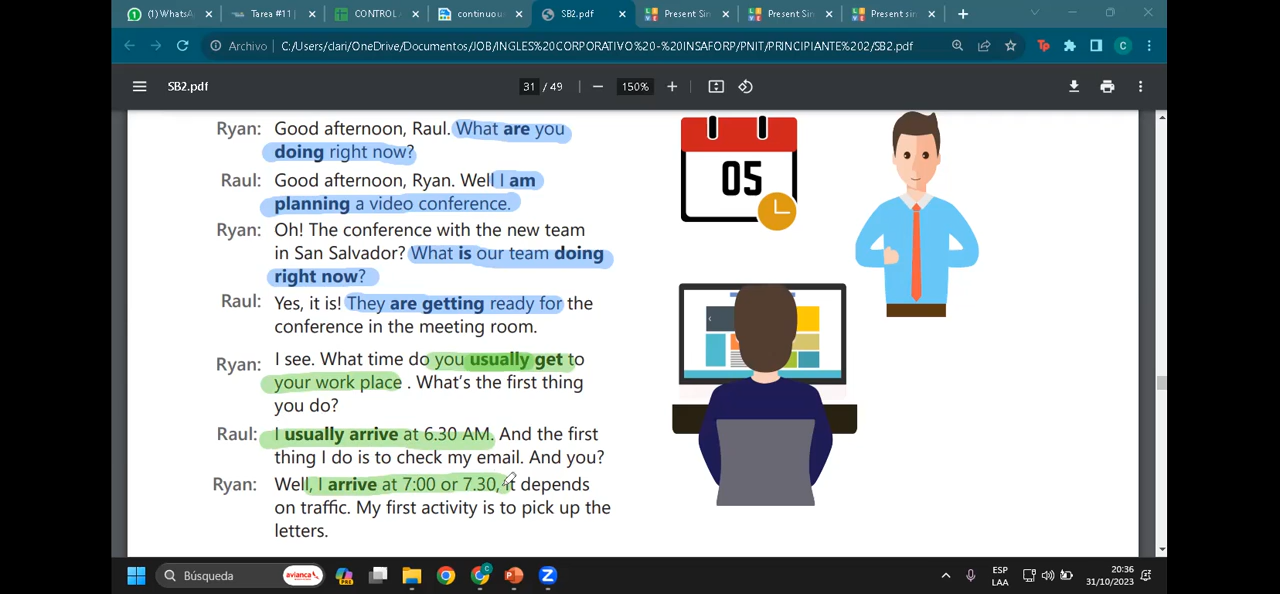 (1) WhatsA
Tarea #11 |
CONTROL
continuou
SB2.pdf
Present Sin
Present Sin
Present sin
Archivo
C:/Users/clari/OneDrive/Documentos/JOB/INGLES%20CORPORATIVO%20-%20INSAFORP/PNIT/PRINCIPIANTE%202/SB2.pdf
Tp
C
SB2.pdf
31 / 49
150%
Ryan: Good afternoon, Raul. What are you
doing right now?
Raul: Good afternoon, Ryan. Well I am
planning a video conference.
Ryan: Oh! The conference with the new team
in San Salvador? What is our team doing
right now?
Raul: Yes, it is! They are getting ready for the
conference in the meeting room.
Ryan: I see. What time do you usually get to
your work place . What's the first thing
you do?
Raul: I usually arrive at 6.30 AM. And the first
thing I do is to check my email. And you?
Ryan: Well, I arrive at 7:00 or 7.30, it depends
on traffic. My first activity is to pick up the
letters.
05
Búsqueda
avianca
PRE
C
ESP
LAA
20:36
31/10/2023